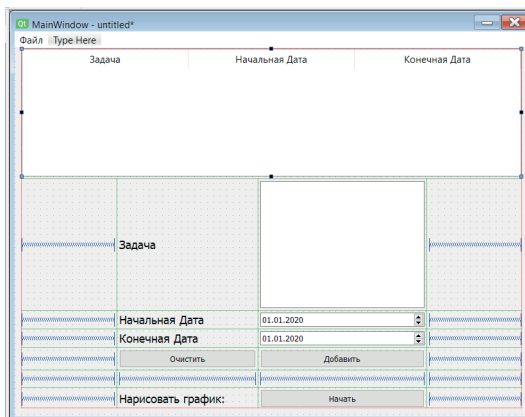 Qt MainWindow - untitled*
Файл Type Here
Задача Начальная Дата Конечная Дата
Задача
Начальная Дата 01.01.2020
Конечная Дата 01.01.2020
Очистить Добавить
Нарисовать график: Начать